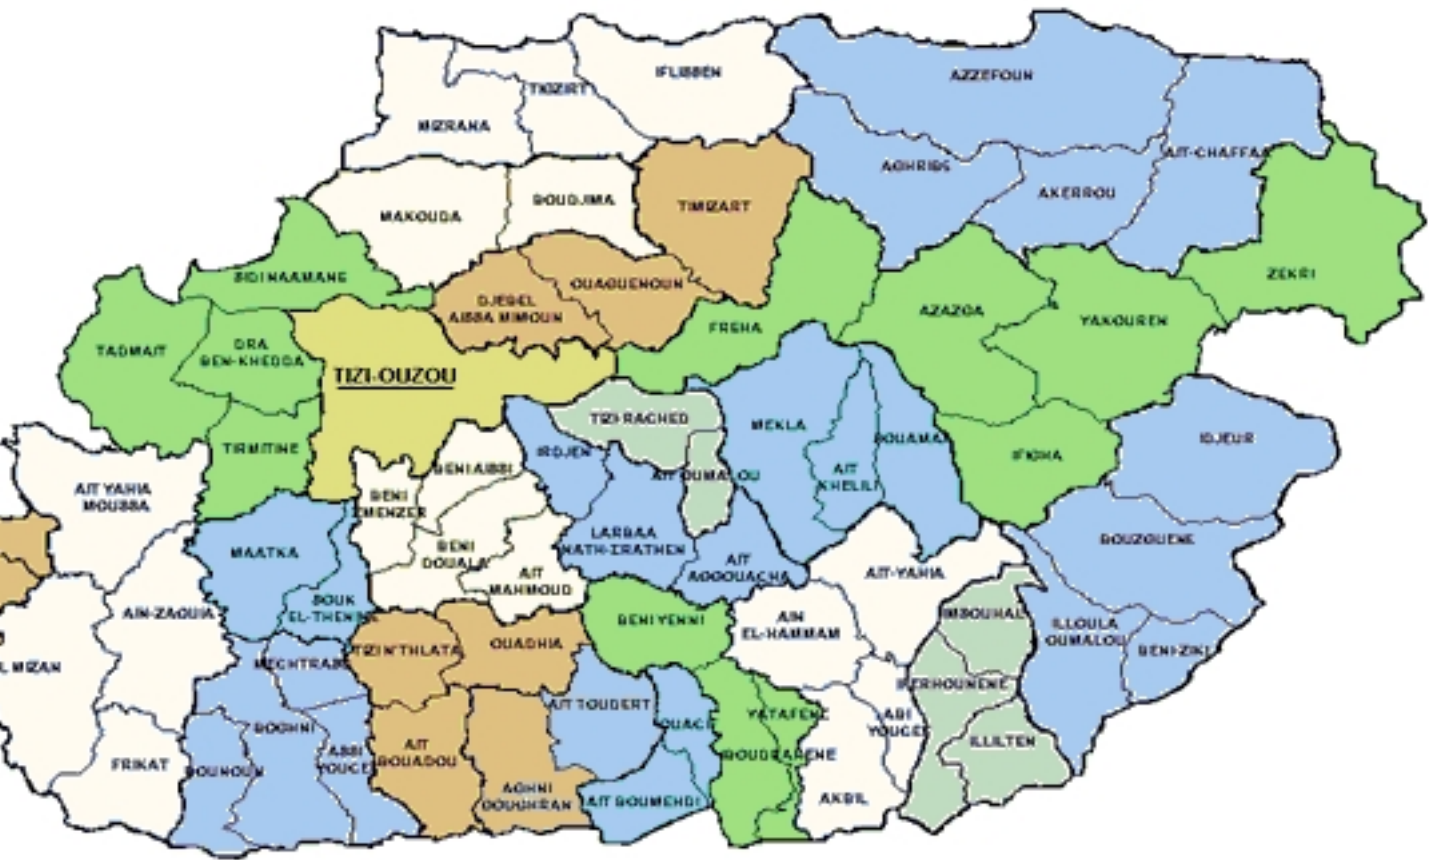 IFLISSEN
AZZEFOUN
TIGZIRT
MIZRANA
AIT-CHAFFAA
AGHRIBS
AKERROU
BOUDJIMA
TIMIZART
MAKOUDA
SIDI NAAMANE
ZEKRI
OUAGUENOUN
DJEBEL
AISSA MIMOUN
AZAZGA
YAKOUREN
FREHA
DRA
BEN-KHEDDA
TADMAIT
TIZI-OUZOU
TIZI-RACHED
MEKLA
SOUAMA
IDJEUR
TIRMITINE
IRDJEN
IFIGHA
BENI AISSI
AIT OUMALOU
AIT
KHELILI
AIT YAHIA
MOUSSA
BENI
ZMENZER
LARBAA
NATH-IRATHEN
BOUZGUENE
MAATKA
BENI
DOUALA
AIT
AGGOUACHA
AIT
MAHMOUD
AIT-YAHIA
SOUK
EL-THENINE
AIN-ZAOUIA
BENI YENNI
AIN
EL-HAMMAM
IMSOUHAL
ILLOULA
OUMALOU
BENI-ZIKI
L MIZAN
MECHTRAS
TIZI N'THLATA
OUADHIA
IFERHOUNENE
AIT TOUDERT
OUACIF
YATAFENE
ABI
YOUCEF
BOGHNI
ILLILTEN
FRIKAT
BOUNOUH
ASSI
YOUCEF
AIT
BOUADOU
BOUDRARENE
AGHNI
GOUGHRAN
AIT BOUMEHDI
AKBIL